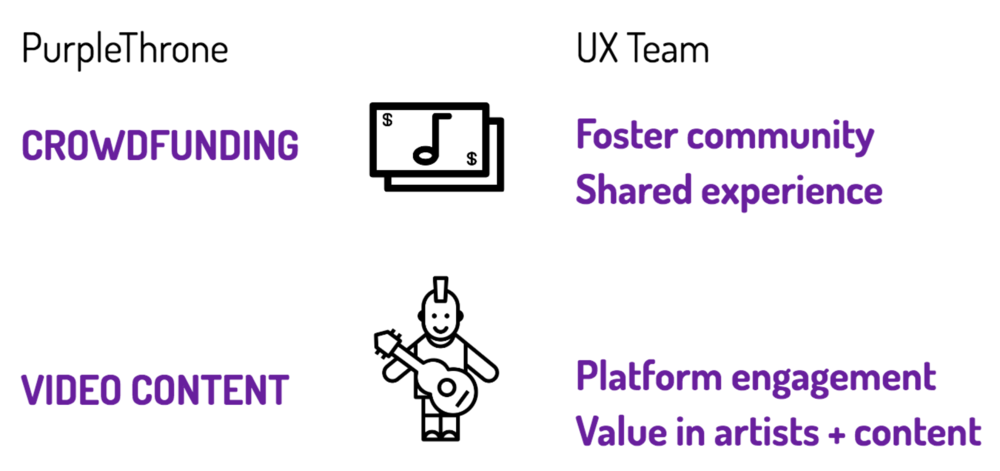 PurpleThrone
UX Team
CROWDFUNDING
$
$
Foster community
Shared experience
VIDEO CONTENT
Platform engagement
Value in artists + content